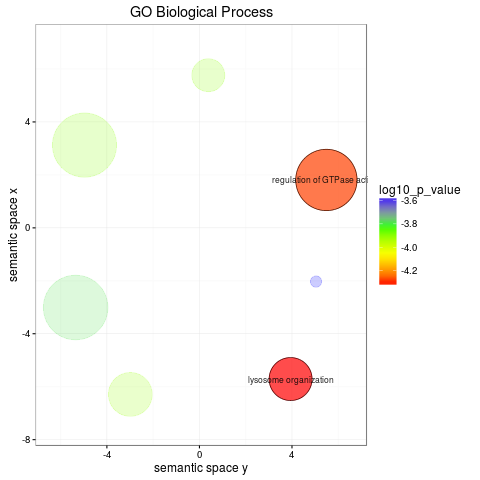 GO Biological Process
4
0
-4
-8
semantic space x
regulation of GTPase acti
lysosome organization
-4
0
4
semantic space y
log10_p_value
-3.6
-3.8
-4.0
-4.2